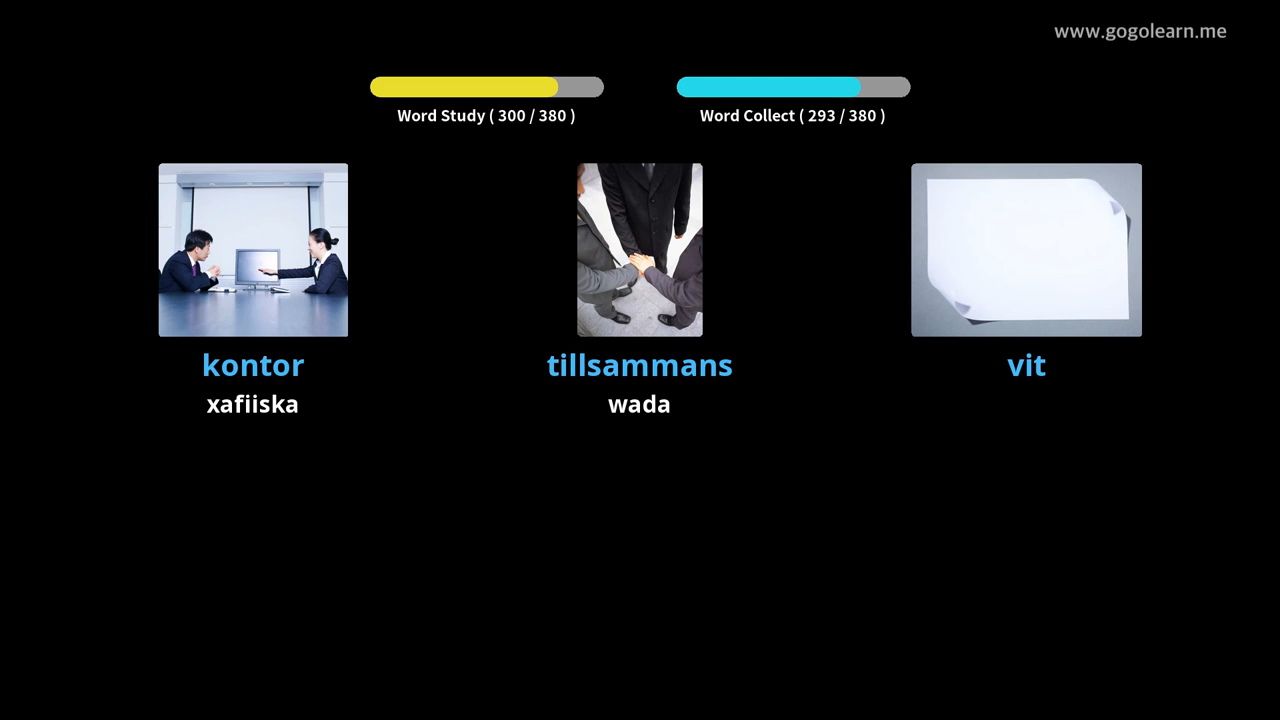 www.gogolearn.me
Word Study ( 300 / 380 )
Word Collect ( 293 / 380 )
kontor
xafiiska
tillsammans
wada
vit